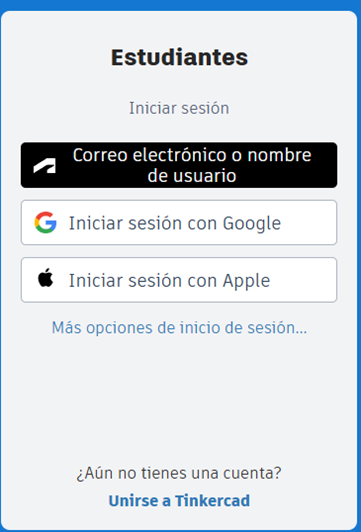 Estudiantes
Iniciar sesión
Correo electrónico o nombre
de usuario
Iniciar sesión con Google
Iniciar sesión con Apple
Más opciones de inicio de sesión...
¿Aún no tienes una cuenta?
Unirse a Tinkercad